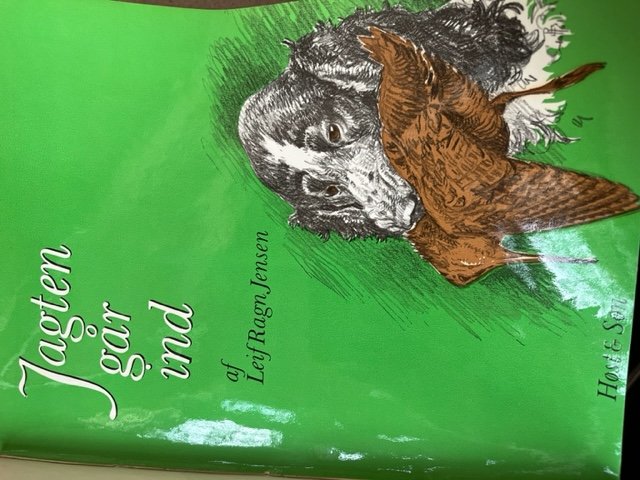 Jagten
går
ind
af
Leif Ragn Jensen
Høst & Søn